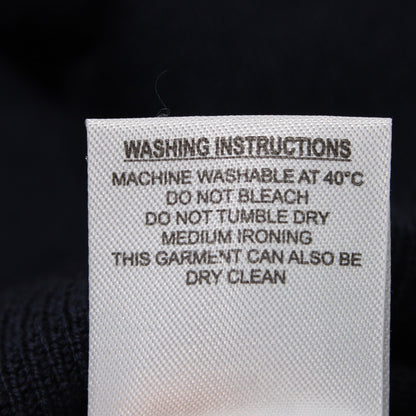 WASHING INSTRUCTIONS
MACHINE WASHABLE AT 40°C
DO NOT BLEACH
DO NOT TUMBLE DRY
MEDIUM IRONING
THIS GARMENT CAN ALSO BE
DRY CLEAN